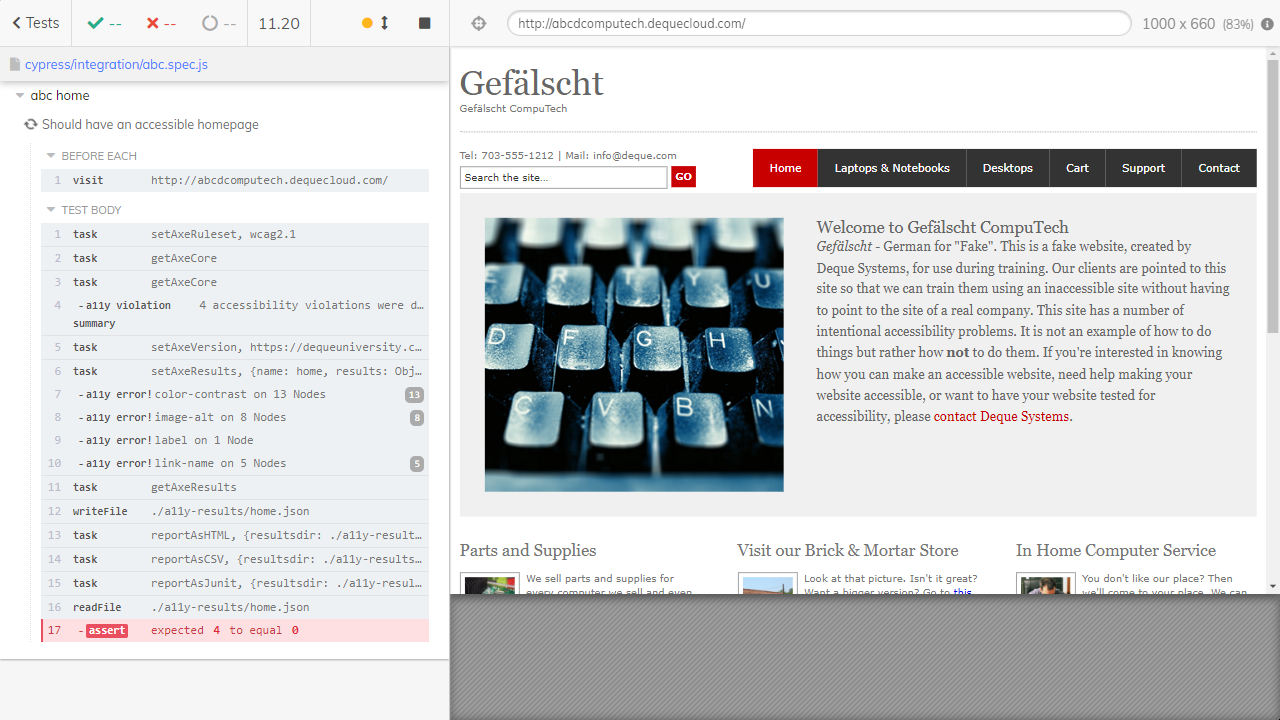 Tests
--
--
--
11.20
http://abcdcomputech.dequecloud.com/
1000 x 660 (83%)
cypress/integration/abc.spec.js
abc home
Should have an accessible homepage
BEFORE EACH
1 visit http://abcdcomputech.dequecloud.com/
TEST BODY
1 task setAxeRuleset, wcag2.1
2 task getAxeCore
3 task getAxeCore
4 -a11y violation summary 4 accessibility violations were d…
5 task setAxeVersion, https://dequeuniversity.c…
6 task setAxeResults, {name: home, results: Obj…
7 -a11y error! color-contrast on 13 Nodes 13
8 -a11y error! image-alt on 8 Nodes 8
9 -a11y error! label on 1 Node
10 -a11y error! link-name on 5 Nodes 5
11 task getAxeResults
12 writeFile ./a11y-results/home.json
13 task reportAsHTML, {resultsdir: ./a11y-result…
14 task reportAsCSV, {resultsdir: ./a11y-results…
15 task reportAsJunit, {resultsdir: ./a11y-resul…
16 readFile ./a11y-results/home.json
17 -assert expected 4 to equal 0
Gefälscht
Gefälscht CompuTech
Tel: 703-555-1212 | Mail: info@deque.com
Search the site...
GO
Home
Laptops & Notebooks
Desktops
Cart
Support
Contact
E R T Y U
D F G H
C V B N
Welcome to Gefälscht CompuTech
Gefälscht - German for "Fake". This is a fake website, created by
Deque Systems, for use during training. Our clients are pointed to this
site so that we can train them using an inaccessible site without having
to point to the site of a real company. This site has a number of
intentional accessibility problems. It is not an example of how to do
things but rather how not to do them. If you're interested in knowing
how you can make an accessible website, need help making your
website accessible, or want to have your website tested for
accessibility, please contact Deque Systems.
Parts and Supplies
We sell parts and supplies for
every computer we sell and even
Visit our Brick & Mortar Store
Look at that picture. Isn't it great?
Want a bigger version? Go to this
In Home Computer Service
You don't like our place? Then
we'll come to your place. We can